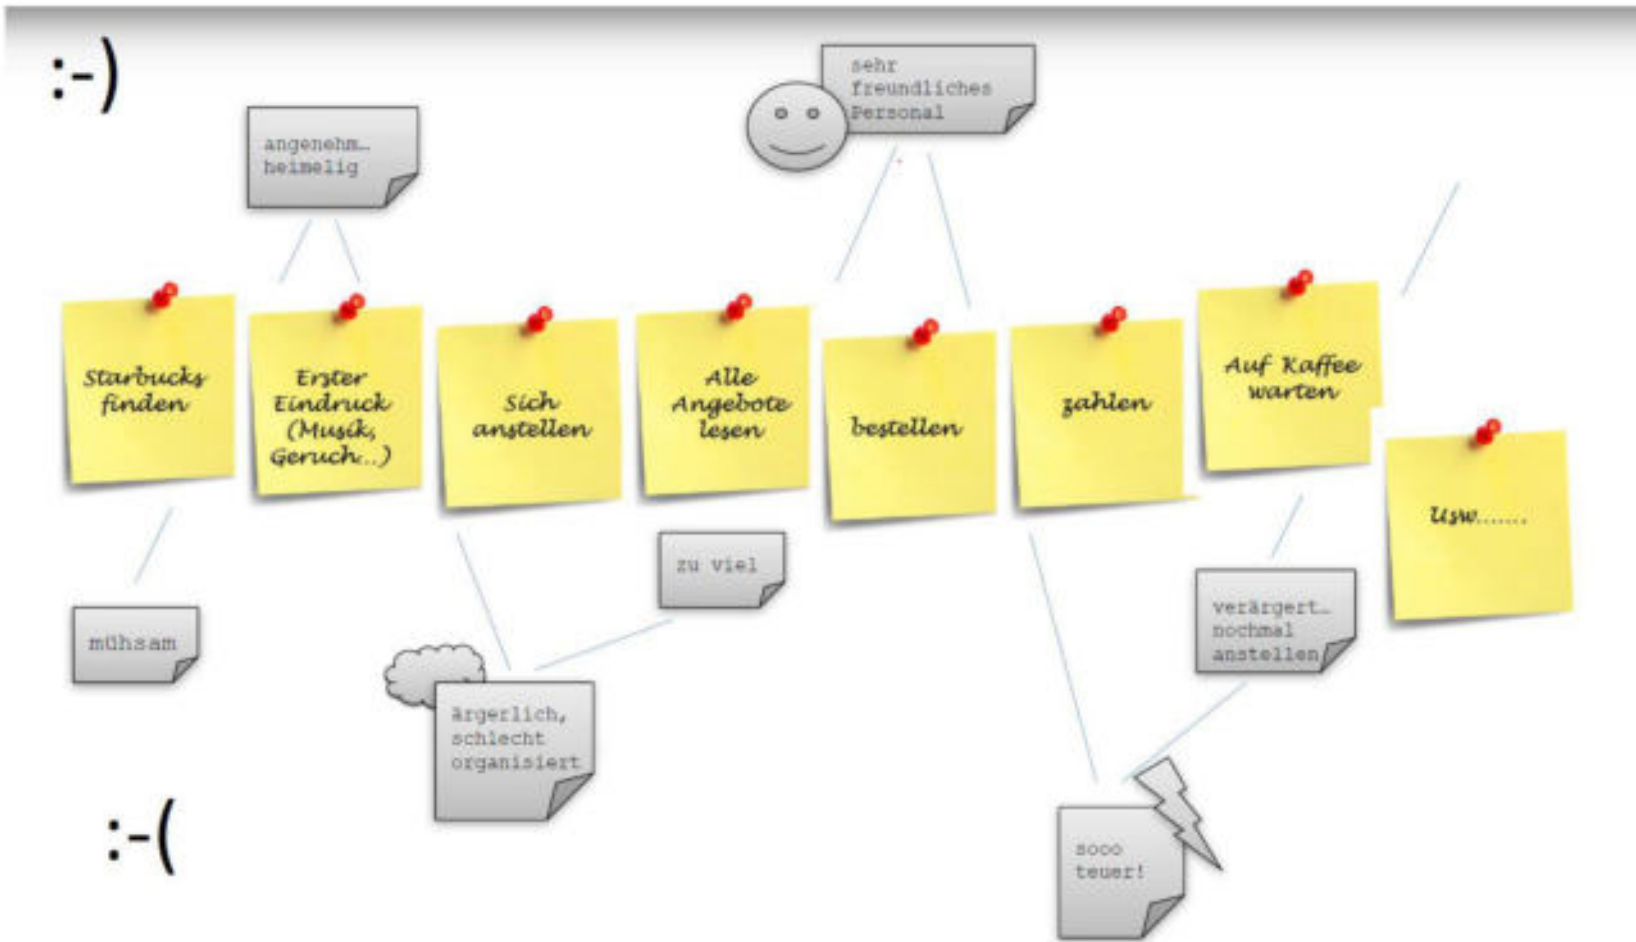 :-)
sehr
freundliches
Personal
angenehm…
heimelig
Starbucks
finden
Erster
Eindruck
(Musik,
Geruch...)
Sich
anstellen
Alle
Angebote
lesen
bestellen
zahlen
Auf Kaffee
warten
Usw.......
mühsam
ärgerlich,
schlecht
organisiert
zu viel
sooo
teuer!
verärgert…
nochmal
anstellen
:-(